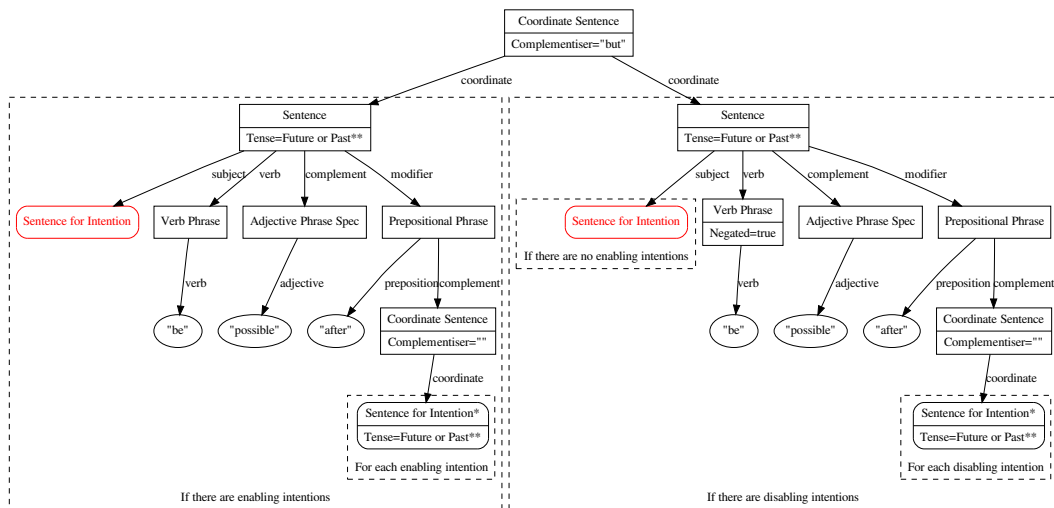 Coordinate Sentence
Complementiser="but"
coordinate
coordinate
Sentence
Tense=Future or Past**
Sentence
Tense=Future or Past**
subject
verb
complement
modifier
subject
verb
complement
modifier
Sentence for Intention
Verb Phrase
Adjective Phrase Spec
Prepositional Phrase
Sentence for Intention
If there are no enabling intentions
Verb Phrase
Negated=true
Adjective Phrase Spec
Prepositional Phrase
verb
adjective
preposition
complement
verb
adjective
preposition
complement
"be"
"possible"
"after"
Coordinate Sentence
Complementiser=""
"be"
"possible"
"after"
Coordinate Sentence
Complementiser=""
coordinate
coordinate
Sentence for Intention*
Tense=Future or Past**
For each enabling intention
Sentence for Intention*
Tense=Future or Past**
For each disabling intention
If there are enabling intentions
If there are disabling intentions